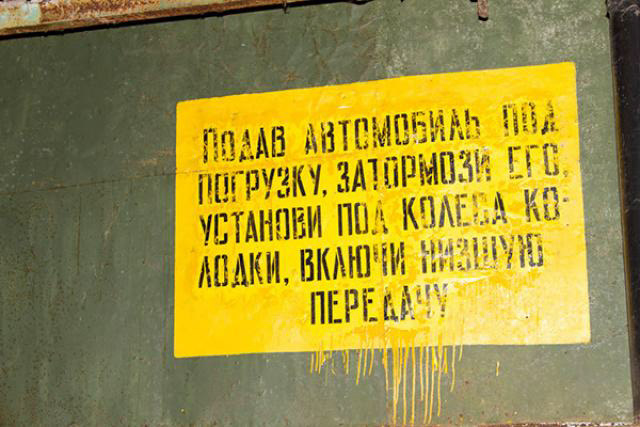 Подав автомобиль под
погрузку, затормози его,
установи под колеса ко-
лодки, включи низшую
передачу